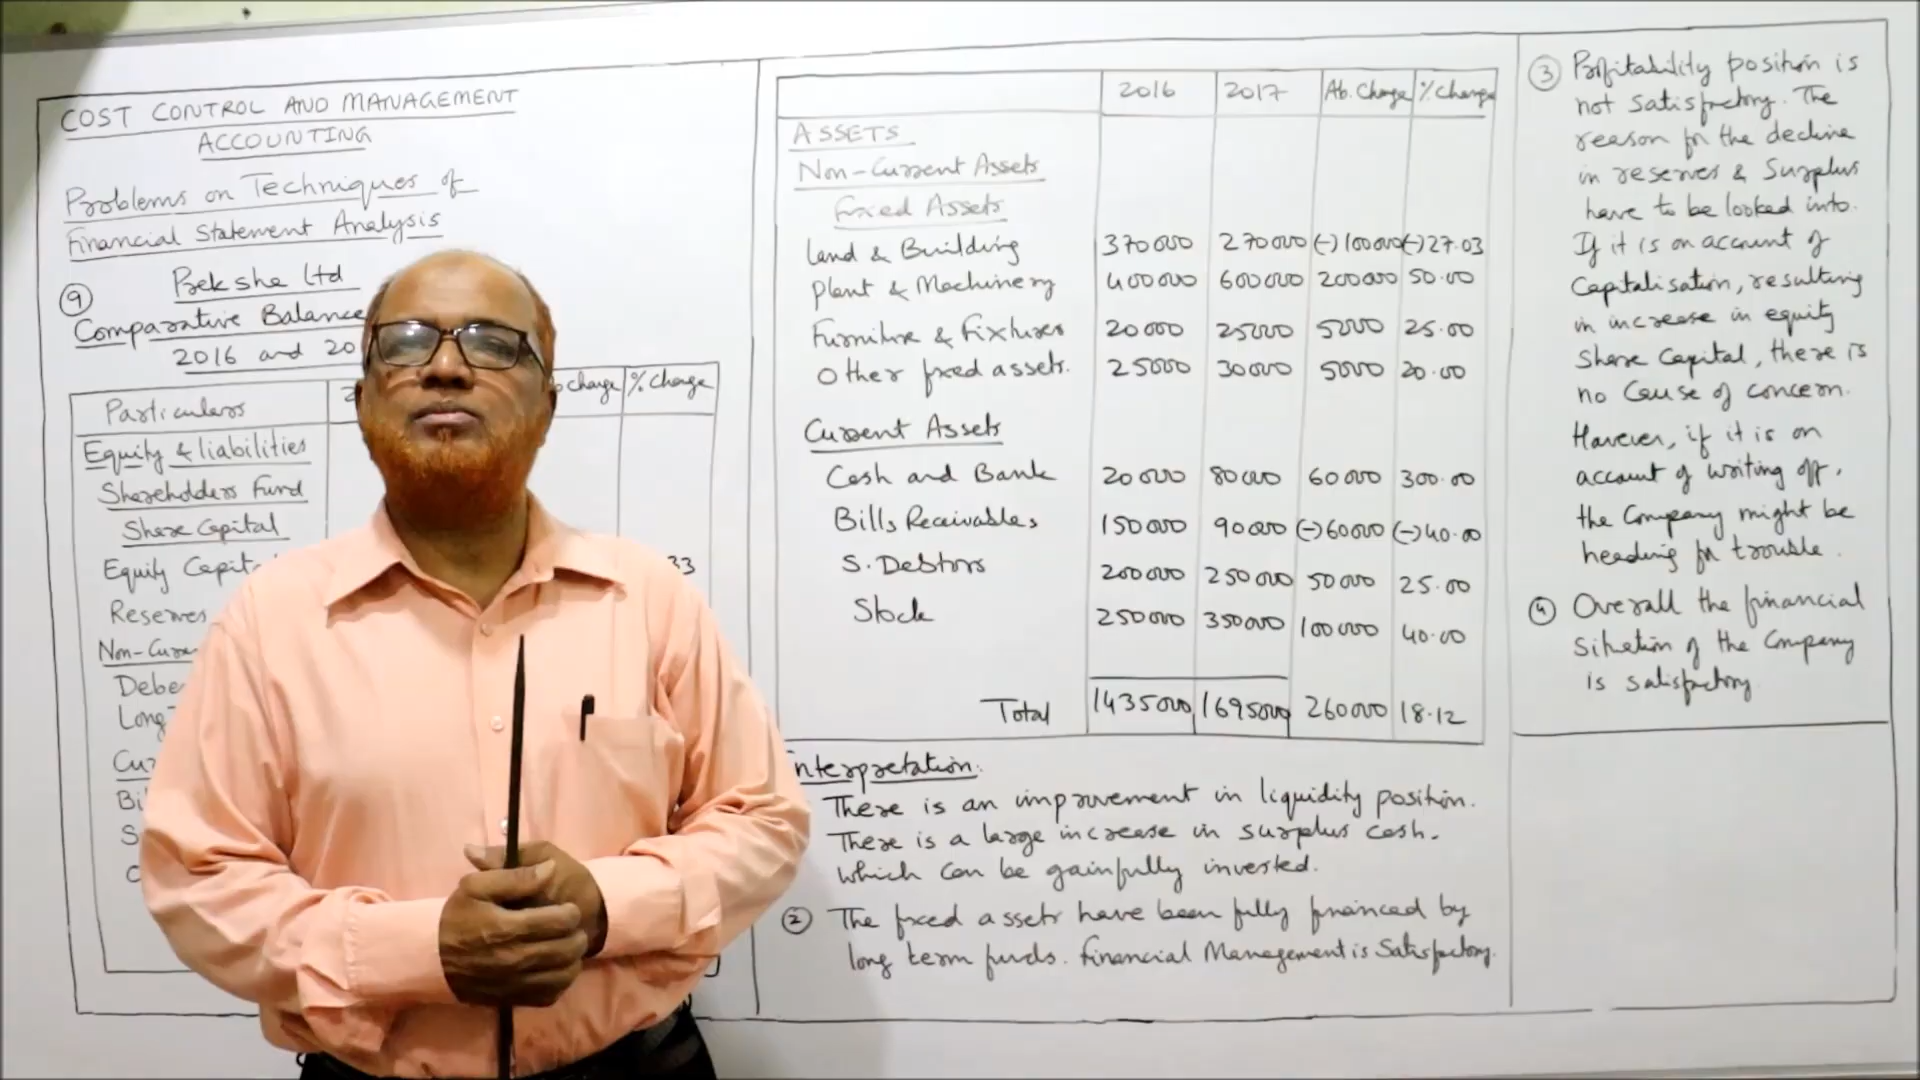 COST CONTROL AND MANAGEMENT
ACCOUNTING
Problems on Techniques of
Financial Statement Analysis
9
Comparative Balance
2016 and 20
Particulars change % Change
Equity & liabilities
Shareholders Fund
Share Capital
Equity Capit 33
Reserves
Non-Curre
Debe
Long
Cur
Bil
S
C
2016 2017 Ab. Change % Change
ASSETS
Non-Current Assets
Fixed Assets
Land & Building 370000 270000 (-) 100000 (-) 27.03
Plant & Machinery 400000 600000 200000 50.00
Furniture & Fixtures 20000 25000 5000 25.00
Other fixed assets. 25000 30000 5000 20.00
Current Assets
Cash and Bank 20000 80000 60000 300.00
Bills Receivables 150000 90000 (-) 60000 (-) 40.00
S. Debtors 200000 250000 50000 25.00
Stock 250000 350000 100000 40.00
Total 1435000 1695000 260000 18.12
nterpretation:
There is an improvement in liquidity position.
There is a large increase in surplus cash.
which can be gainfully invested.
2 The fixed assets have been fully financed by
long term funds. Financial Management is Satisfactory.
3 Profitability position is
not satisfactory. The
reason for the decline
in reserves & Surplus
have to be looked into.
If it is on account of
Capitalisation, resulting
in increase in equity
Share Capital, there is
no Cause of concern.
However, if it is on
account of writing off,
the Company might be
heading for trouble.
4 Overall the financial
situation of the Company
is satisfactory